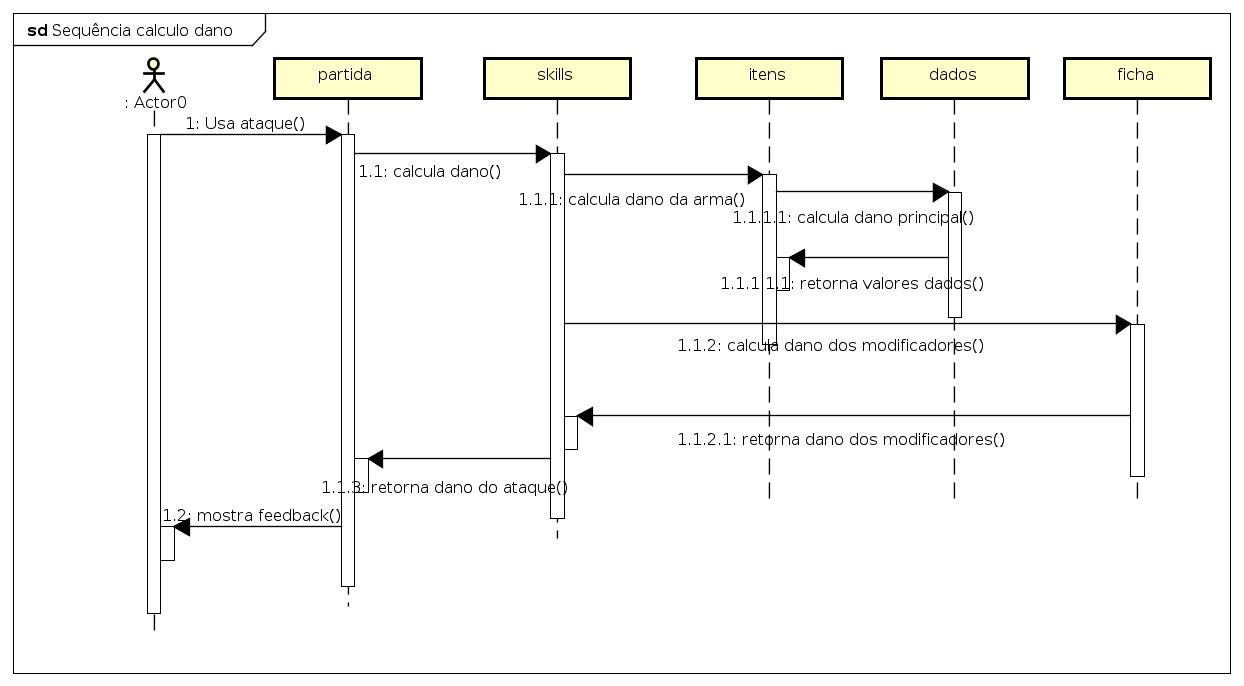 sd Sequência calculo dano
: Actor0
partida
skills
itens
dados
ficha
1: Usa ataque()
1.1: calcula dano()
1.1.1: calcula dano da arma()
1.1.1.1: calcula dano principal()
1.1.1.1.1: retorna valores dados()
1.1.2: calcula dano dos modificadores()
1.1.2.1: retorna dano dos modificadores()
1.1.3: retorna dano do ataque()
1.2: mostra feedback()